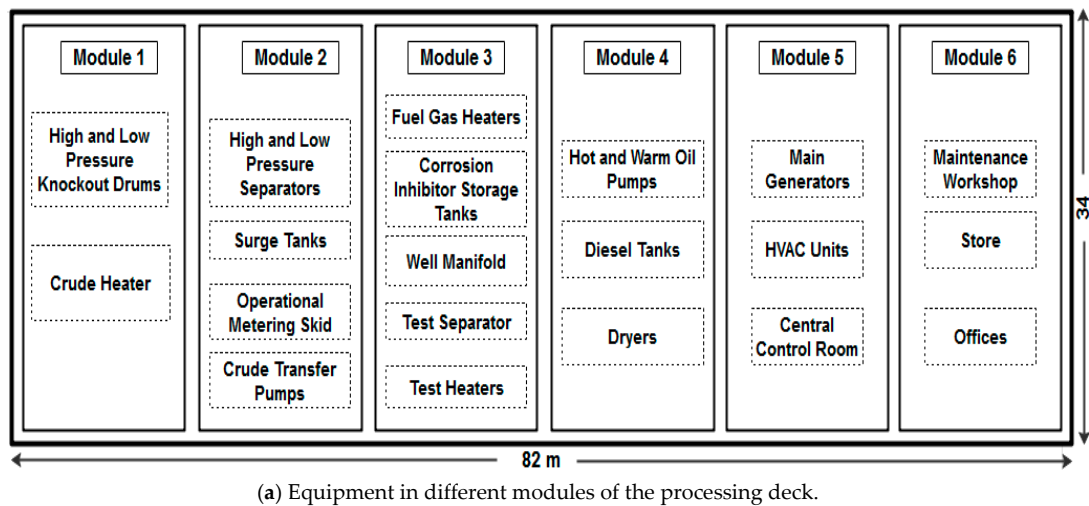 Module 1
High and Low
Pressure
Knockout Drums
Crude Heater
Module 2
High and Low
Pressure
Separators
Surge Tanks
Operational
Metering Skid
Crude Transfer
Pumps
Module 3
Fuel Gas Heaters
Corrosion
Inhibitor Storage
Tanks
Well Manifold
Test Separator
Test Heaters
Module 4
Hot and Warm Oil
Pumps
Diesel Tanks
Dryers
Module 5
Main
Generators
HVAC Units
Central
Control Room
Module 6
Maintenance
Workshop
Store
Offices
34
82 m
(a) Equipment in different modules of the processing deck.